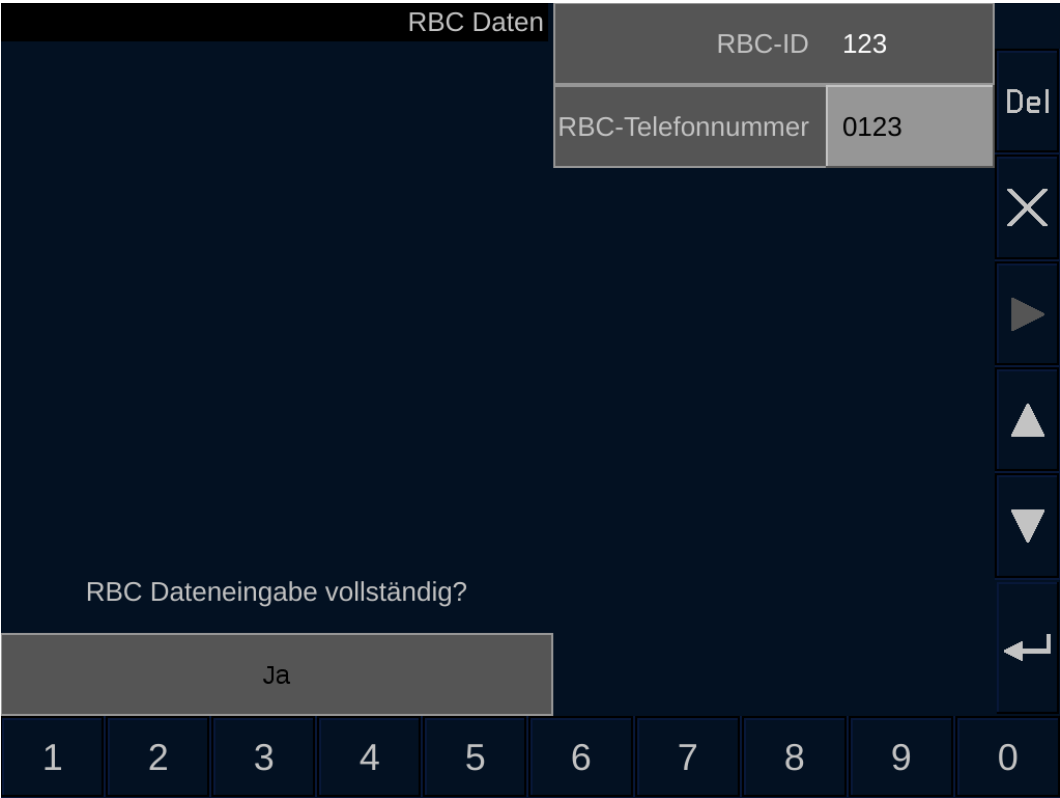 RBC Daten
RBC-ID 123
RBC-Telefonnummer 0123
Del
RBC Dateneingabe vollständig?
Ja
1 2 3 4 5 6 7 8 9 0